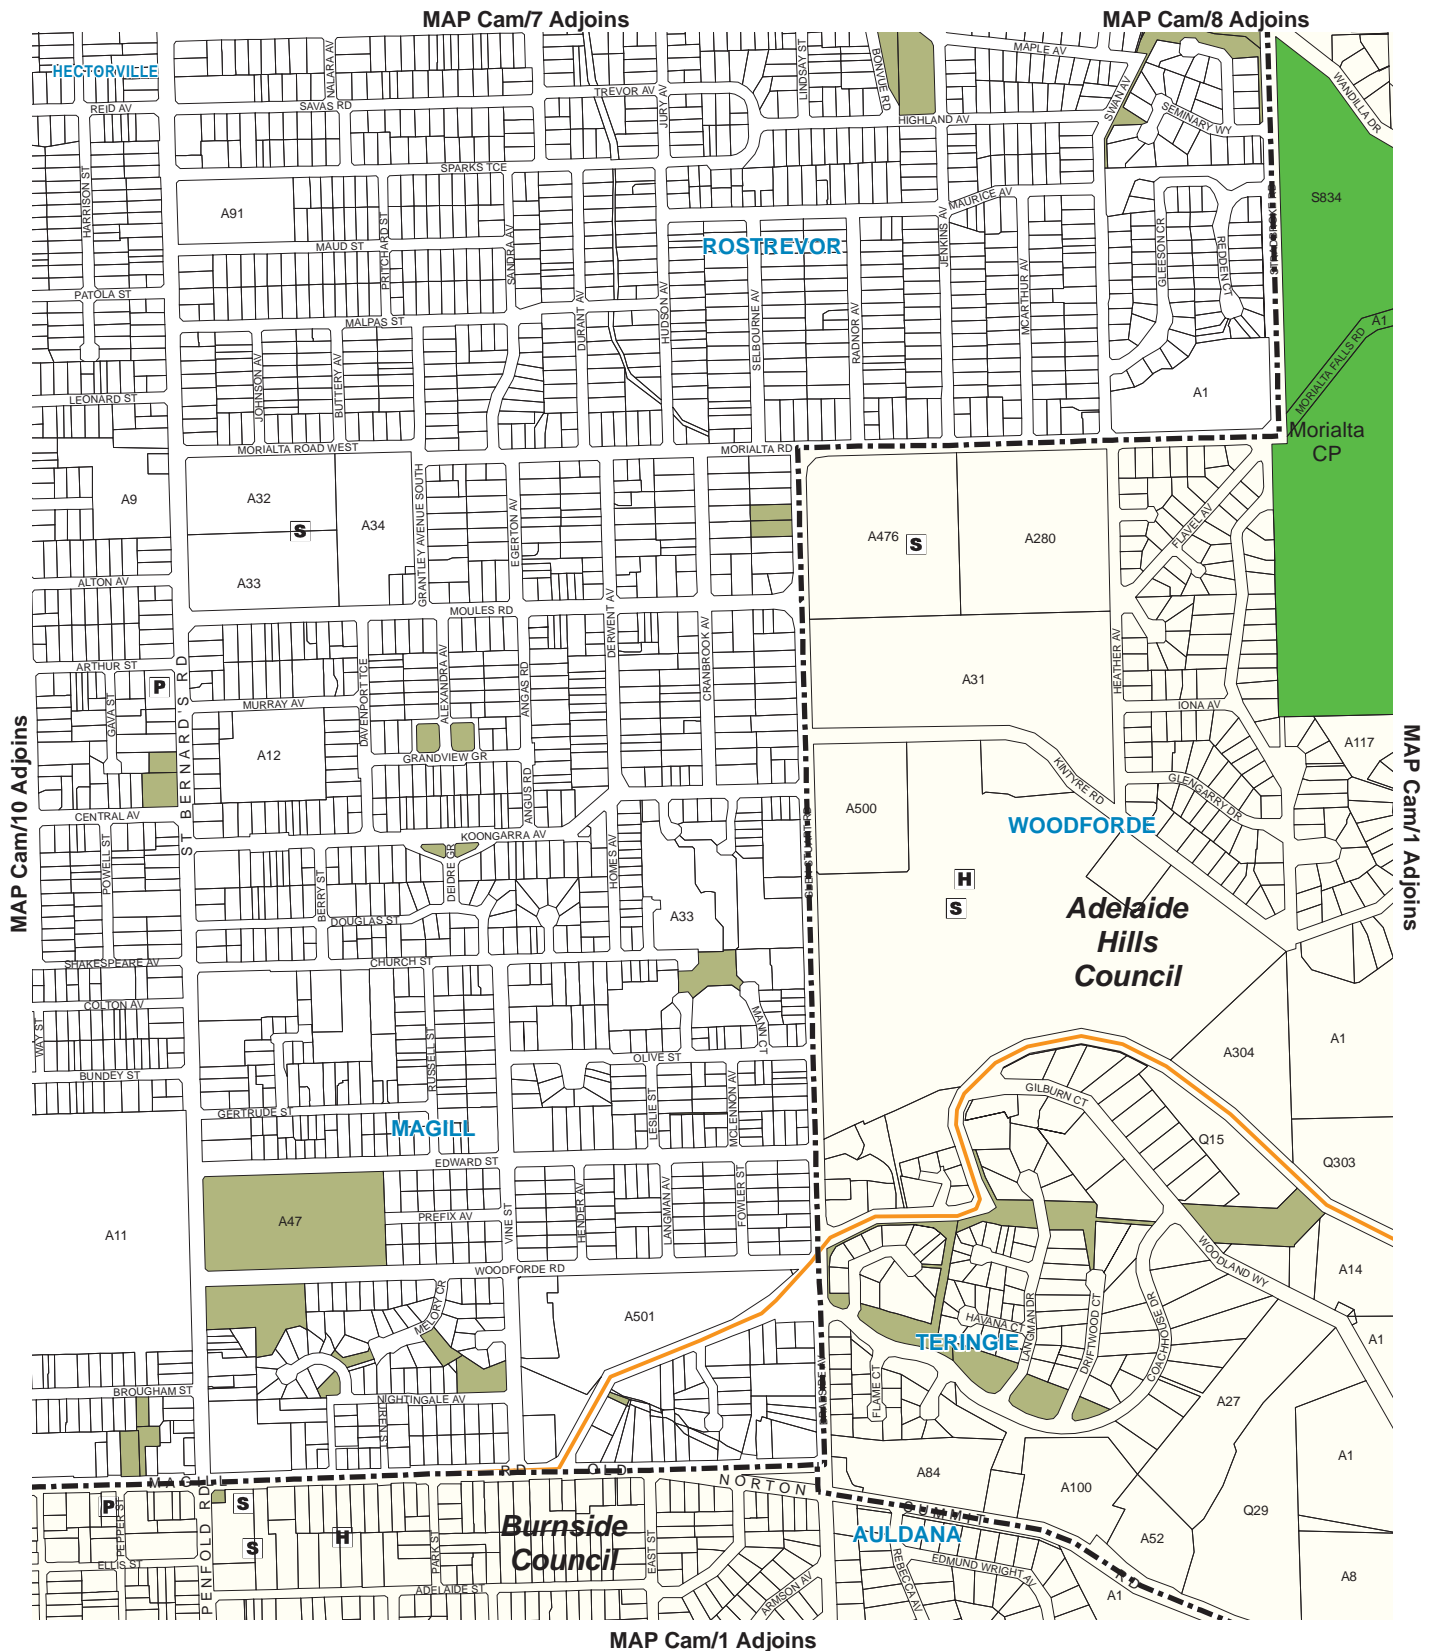 MAP Cam/7 Adjoins
MAP Cam/8 Adjoins
HECTORVILLE
NALARA AV
REID AV
SAVAS RD
TREVOR AV
JURY AV
LINDSAY ST
BONVUE RD
MAPLE AV
HIGHLAND AV
SWAN AV
SEMINARY WY
WANDILLA DR
HARRISON ST
SPARKS TCE
A91
PRITCHARD ST
MAUD ST
SANDRA AV
ROSTREVOR
JENKINS AV
MAURICE AV
MCARTHUR AV
GLEESON CR
REDDEN CT
S834
PATOLA ST
MALPAS ST
DURANT AV
HUDSON AV
SELBOURNE AV
RADNOR AV
A1
MORIALTA FALLS RD
JOHNSON AV
BUTTERY AV
LEONARD ST
A1
Morialta
CP
MORIALTA ROAD WEST
MORIALTA RD
A9
A32
S
A34
A33
GRANTLEY AVENUE SOUTH
EGERTON AV
A476
S
A280
FLAVEL AV
ALTON AV
MOULES RD
DERWENT AV
CRANBROOK AV
HEATHER AV
ARTHUR ST
P
GAVA ST
ST BERNARD'S RD
MURRAY AV
DAVENPORT TCE
ALEXANDRA AV
ANGAS RD
A31
IONA AV
A12
GRANDVIEW GR
ANGUS RD
A117
MAP Cam/10 Adjoins
MAP Cam/1 Adjoins
KINTYRE RD
GLENGARRY DR
CENTRAL AV
POWELL ST
KOONGARRA AV
A500
WOODFORDE
DEIDRE GR
HOMES AV
BERRY ST
DOUGLAS ST
A33
H
S
Adelaide
Hills
Council
SHAKESPEARE AV
CHURCH ST
COLTON AV
WAY ST
MANN CT
A304
A1
RUSSELL ST
OLIVE ST
BUNDEY ST
GILBURN CT
GERTRUDE ST
MAGILL
LESLIE ST
MCLENNON AV
Q15
Q303
EDWARD ST
A11
A47
PREFIX AV
VINE ST
HENDER AV
LANGMAN AV
FOWLER ST
WOODFORDE RD
WOODLAND WY
A14
MELORY CR
A501
HAVANA CT
TERINGIE
LANGMAN DR
DRIFTWOOD CT
COACHHOUSE DR
A1
BROUGHAM ST
NIGHTINGALE AV
FLAME CT
A27
A1
MAGILL
RD
OLD
NORTON
SUMMIT
RD
A84
A100
A52
Q29
A8
A1
P
PEPPER ST
PENFOLD RD
S
S
H
Burnside
Council
PARK ST
EAST ST
AULDANA
REBECCA AV
EDMUND WRIGHT AV
ELLIS ST
ADELAIDE ST
ARMSON AV
MAP Cam/1 Adjoins